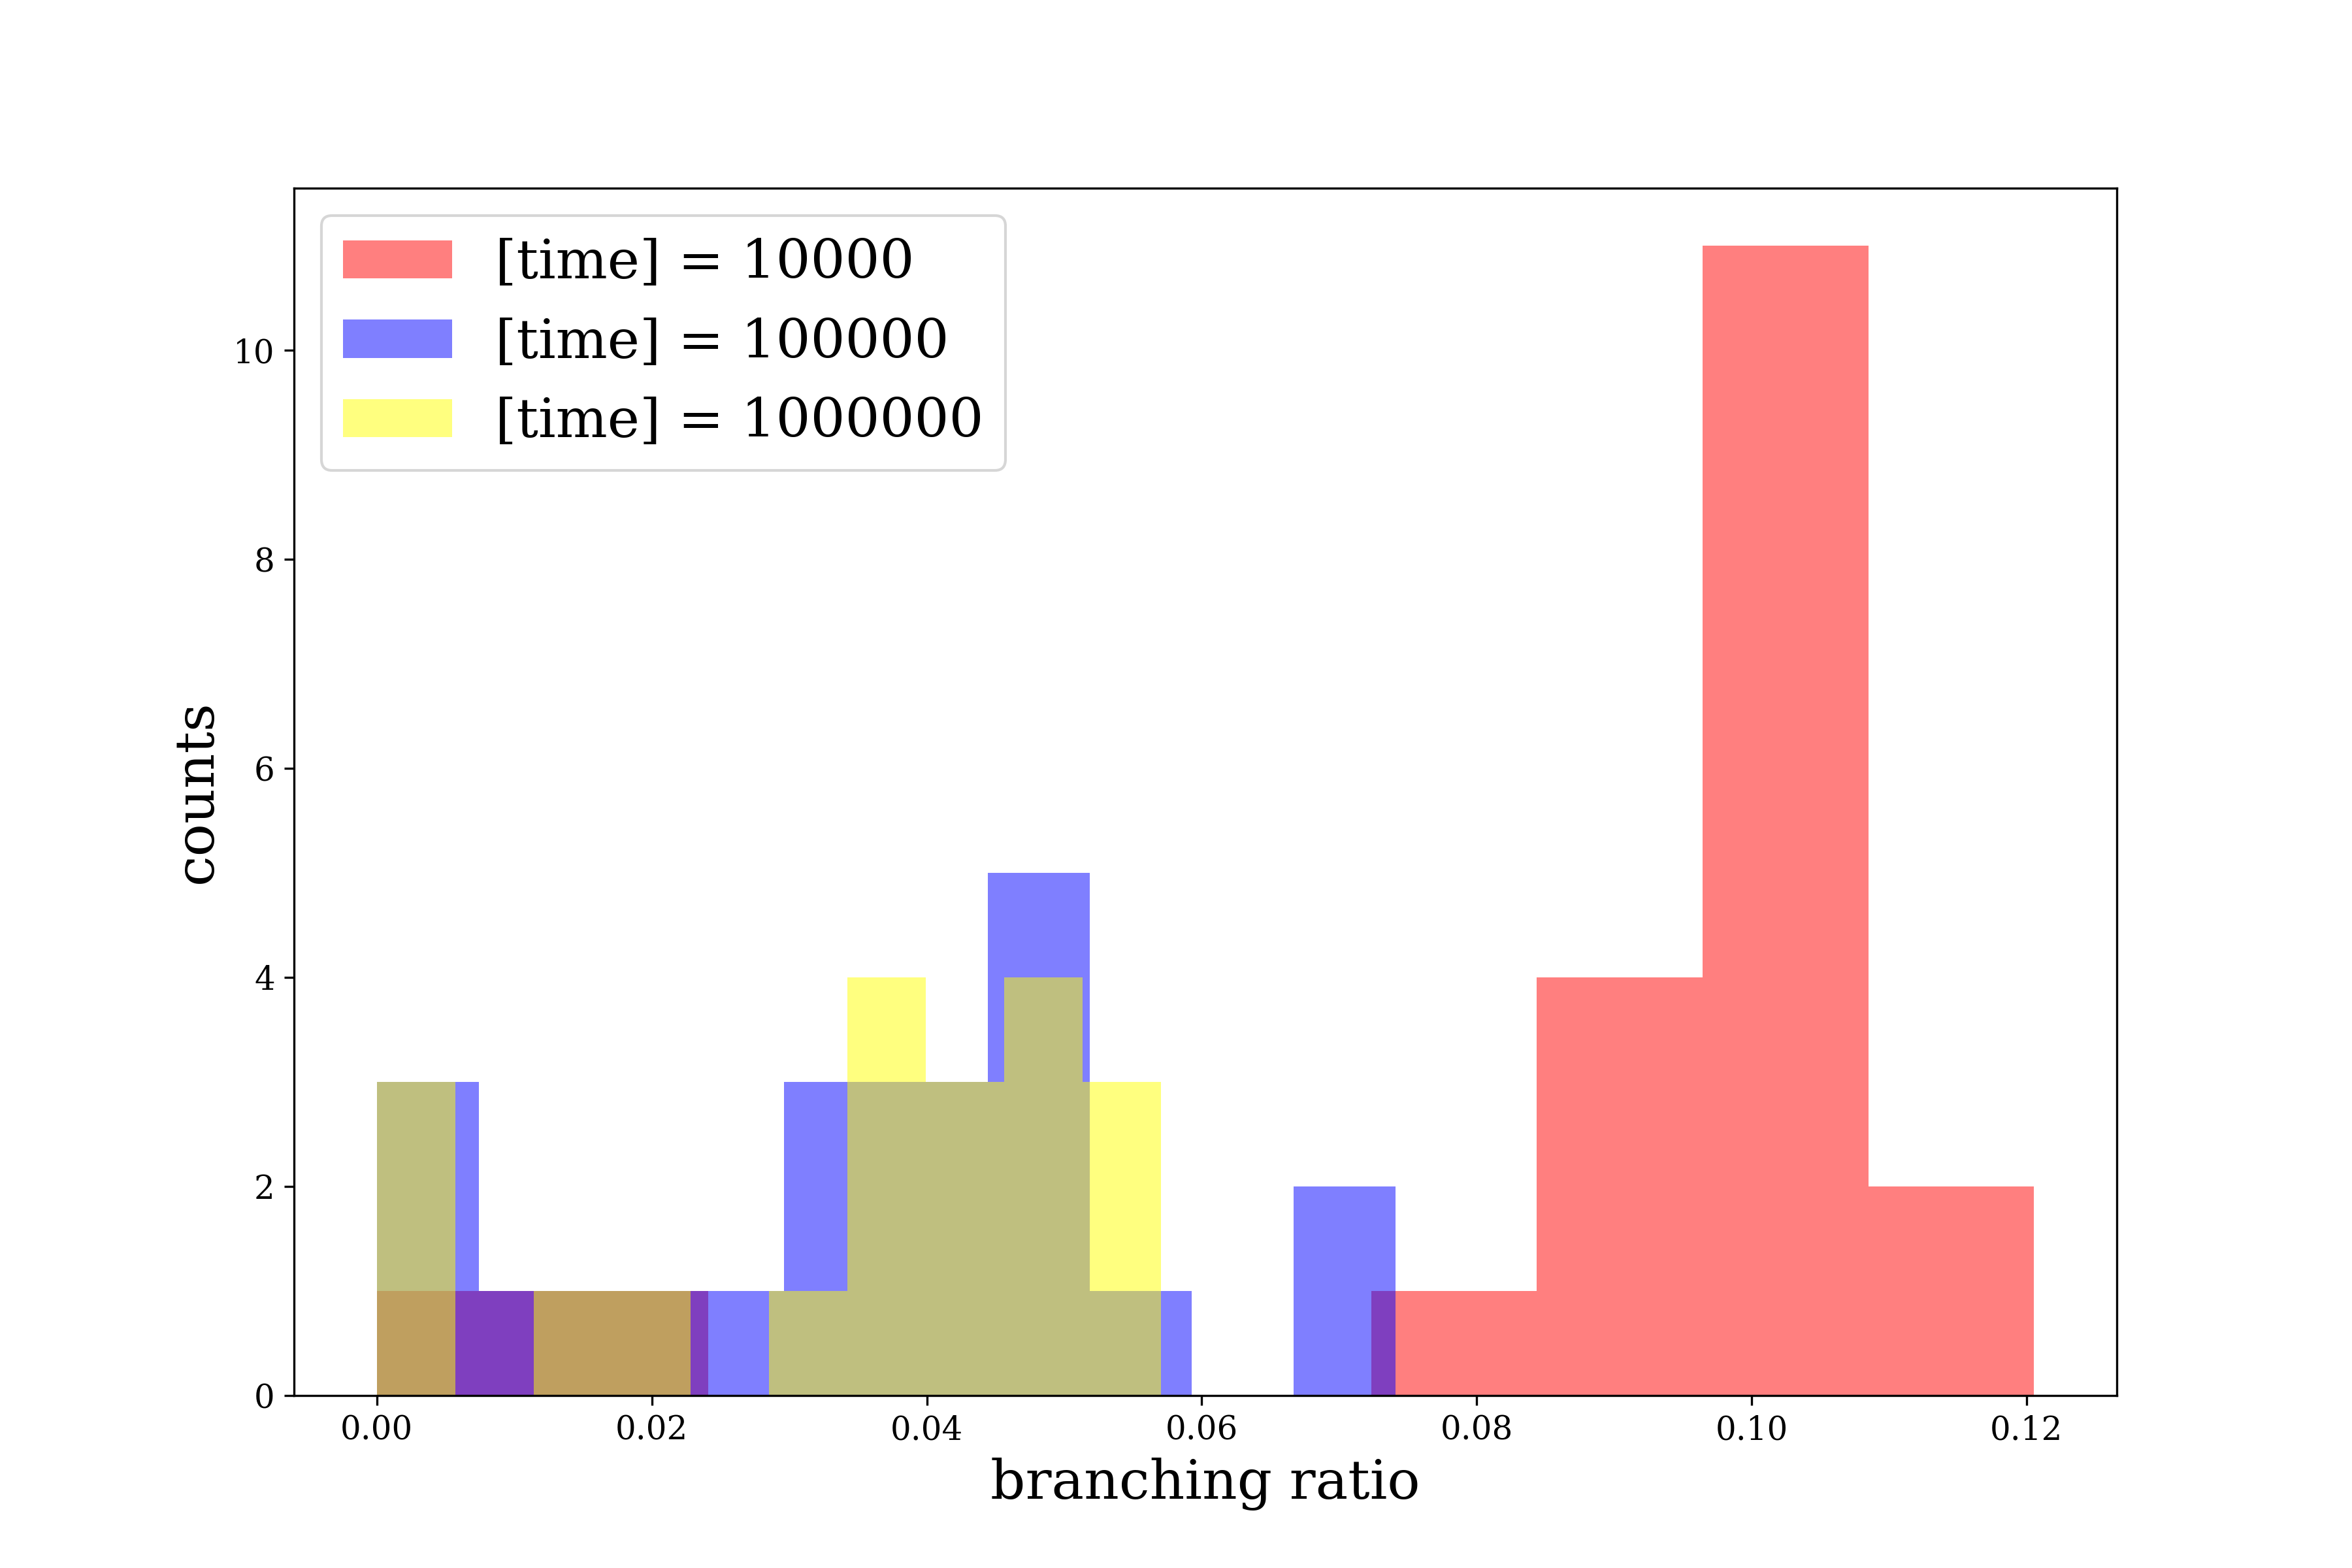 [time] = 10000
[time] = 100000
[time] = 1000000
10
8
6
4
2
0
counts
0.00 0.02 0.04 0.06 0.08 0.10 0.12
branching ratio